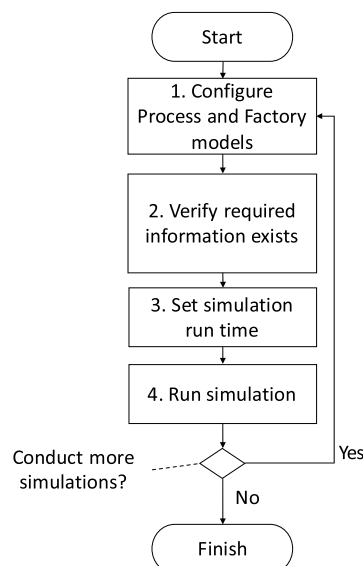 Start
1. Configure
Process and Factory
models
2. Verify required
information exists
3. Set simulation
run time
4. Run simulation
Conduct more
simulations?
Yes
No
Finish